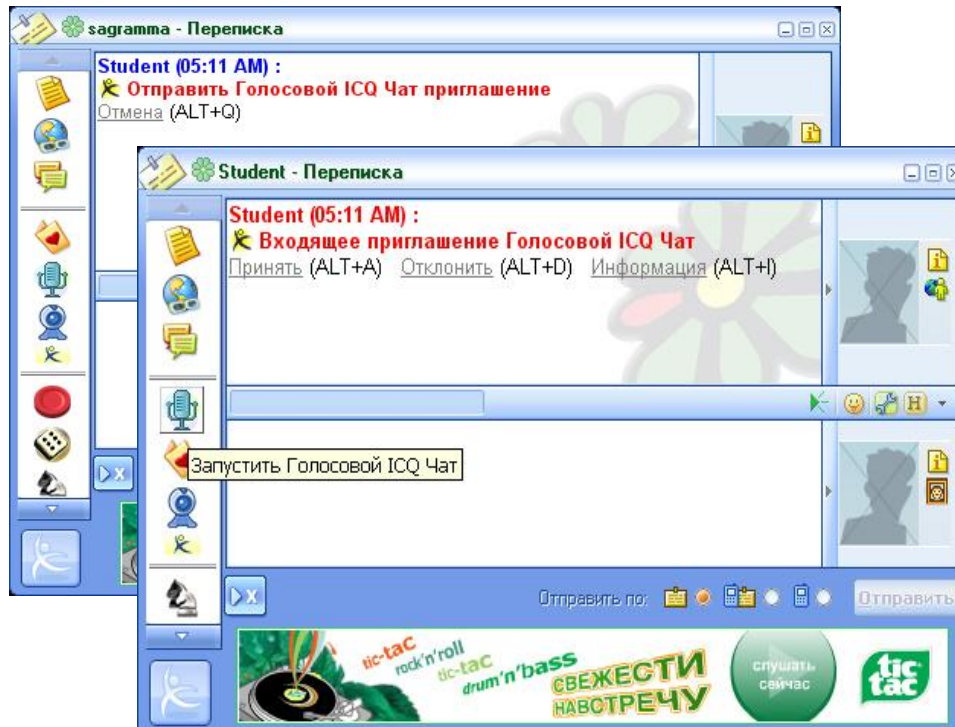 sagramma - Переписка
Student (05:11 AM) :
Отправить Голосовой ICQ Чат приглашение
Отмена (ALT+Q)
Student - Переписка
Student (05:11 AM) :
Входящее приглашение Голосовой ICQ Чат
Принять (ALT+A) Отклонить (ALT+D) Информация (ALT+I)
H
Запустить Голосовой ICQ Чат
Отправить по:
Отправить
tic-tac
rock'n'roll
tic-tac
drum'n'bass
СВЕЖЕСТИ
НАВСТРЕЧУ
слушать
сейчас
tic
tac